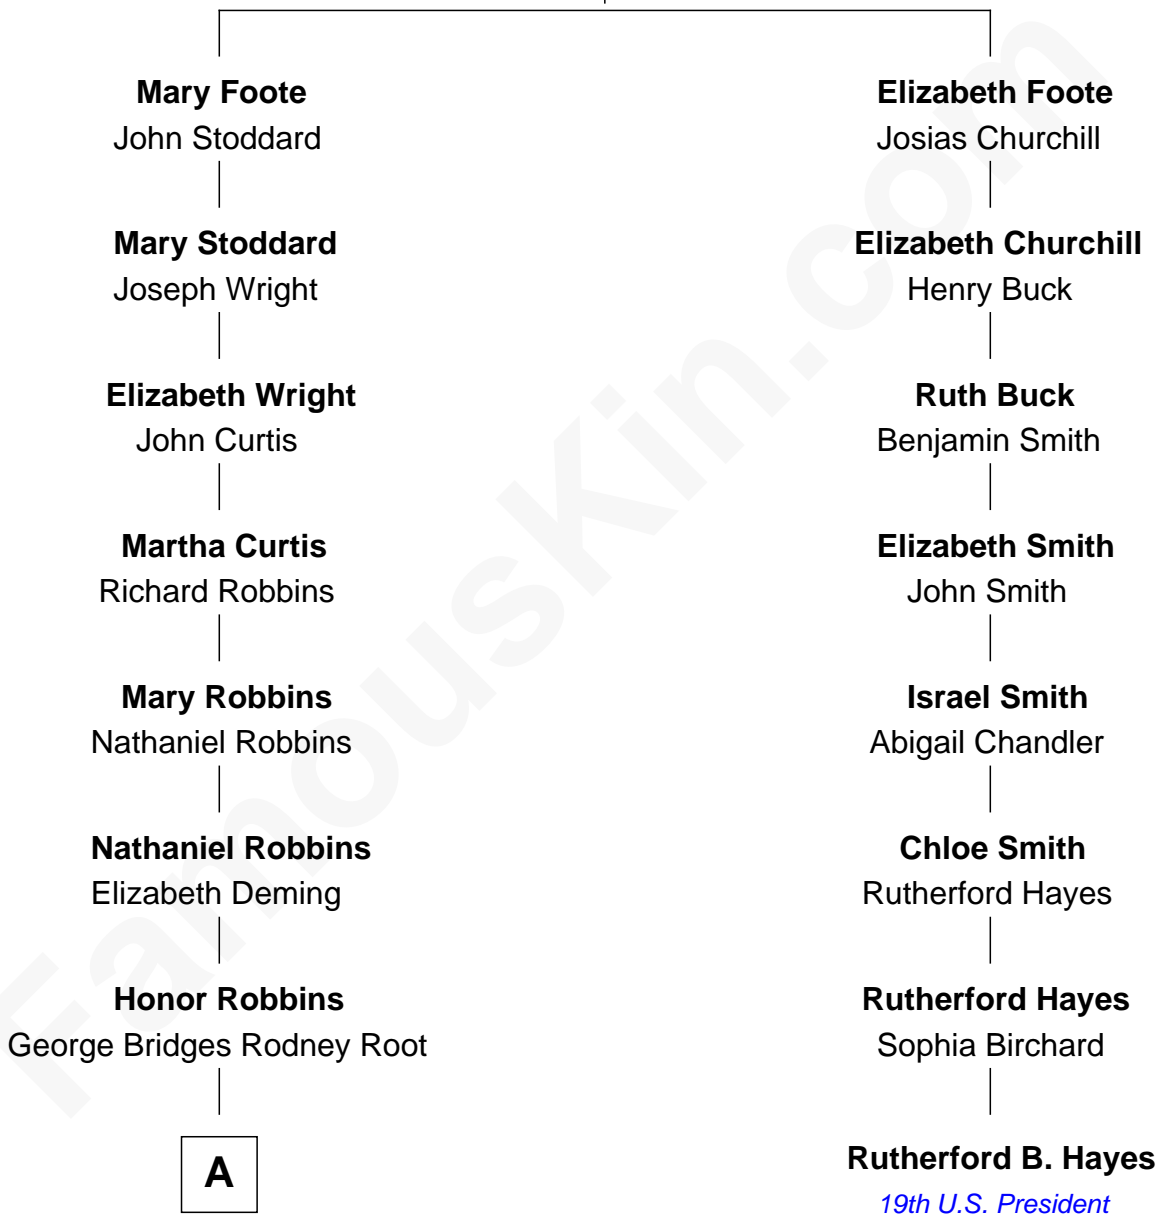 Mary Foote
John Stoddard
Mary Stoddard
Joseph Wright
Elizabeth Wright
John Curtis
Martha Curtis
Richard Robbins
Mary Robbins
Nathaniel Robbins
Nathaniel Robbins
Elizabeth Deming
Honor Robbins
George Bridges Rodney Root
A
Elizabeth Foote
Josias Churchill
Elizabeth Churchill
Henry Buck
Ruth Buck
Benjamin Smith
Elizabeth Smith
John Smith
Israel Smith
Abigail Chandler
Chloe Smith
Rutherford Hayes
Rutherford Hayes
Sophia Birchard
Rutherford B. Hayes
19th U.S. President
FamousKin.com